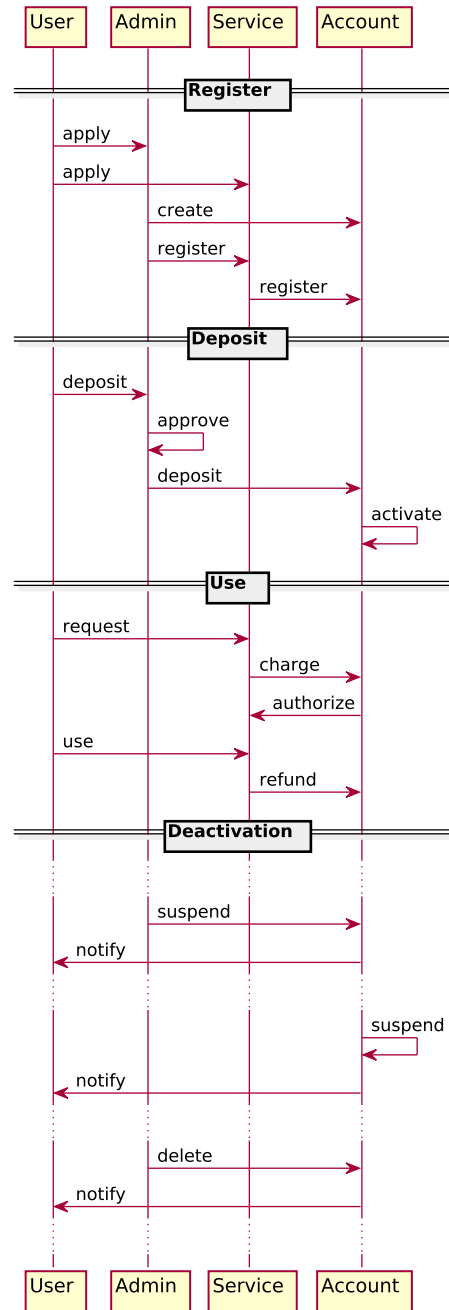 User Admin Service Account
Register
apply
apply
create
register
register
Deposit
deposit
approve
deposit
activate
Use
request
charge
authorize
use
refund
Deactivation
suspend
notify
suspend
notify
delete
notify
User Admin Service Account